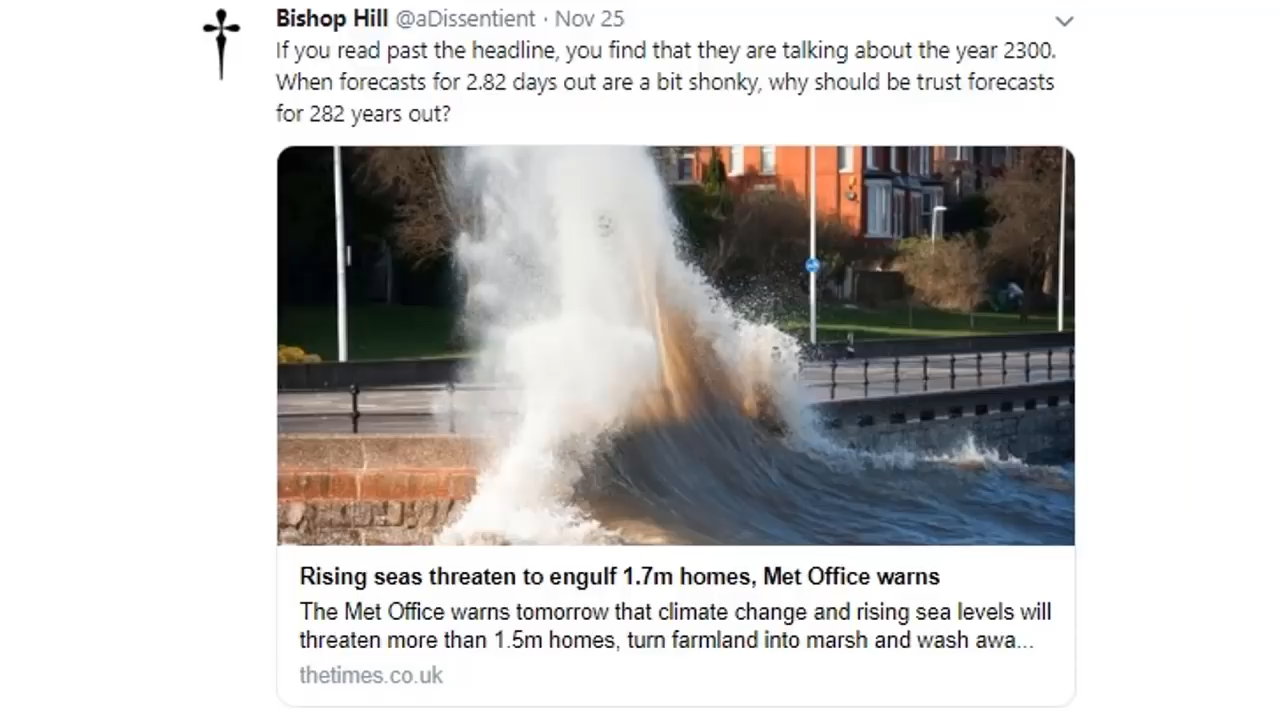 Bishop Hill @aDissentient · Nov 25
If you read past the headline, you find that they are talking about the year 2300.
When forecasts for 2.82 days out are a bit shonky, why should be trust forecasts
for 282 years out?
Rising seas threaten to engulf 1.7m homes, Met Office warns
The Met Office warns tomorrow that climate change and rising sea levels will
threaten more than 1.5m homes, turn farmland into marsh and wash awa...
thetimes.co.uk